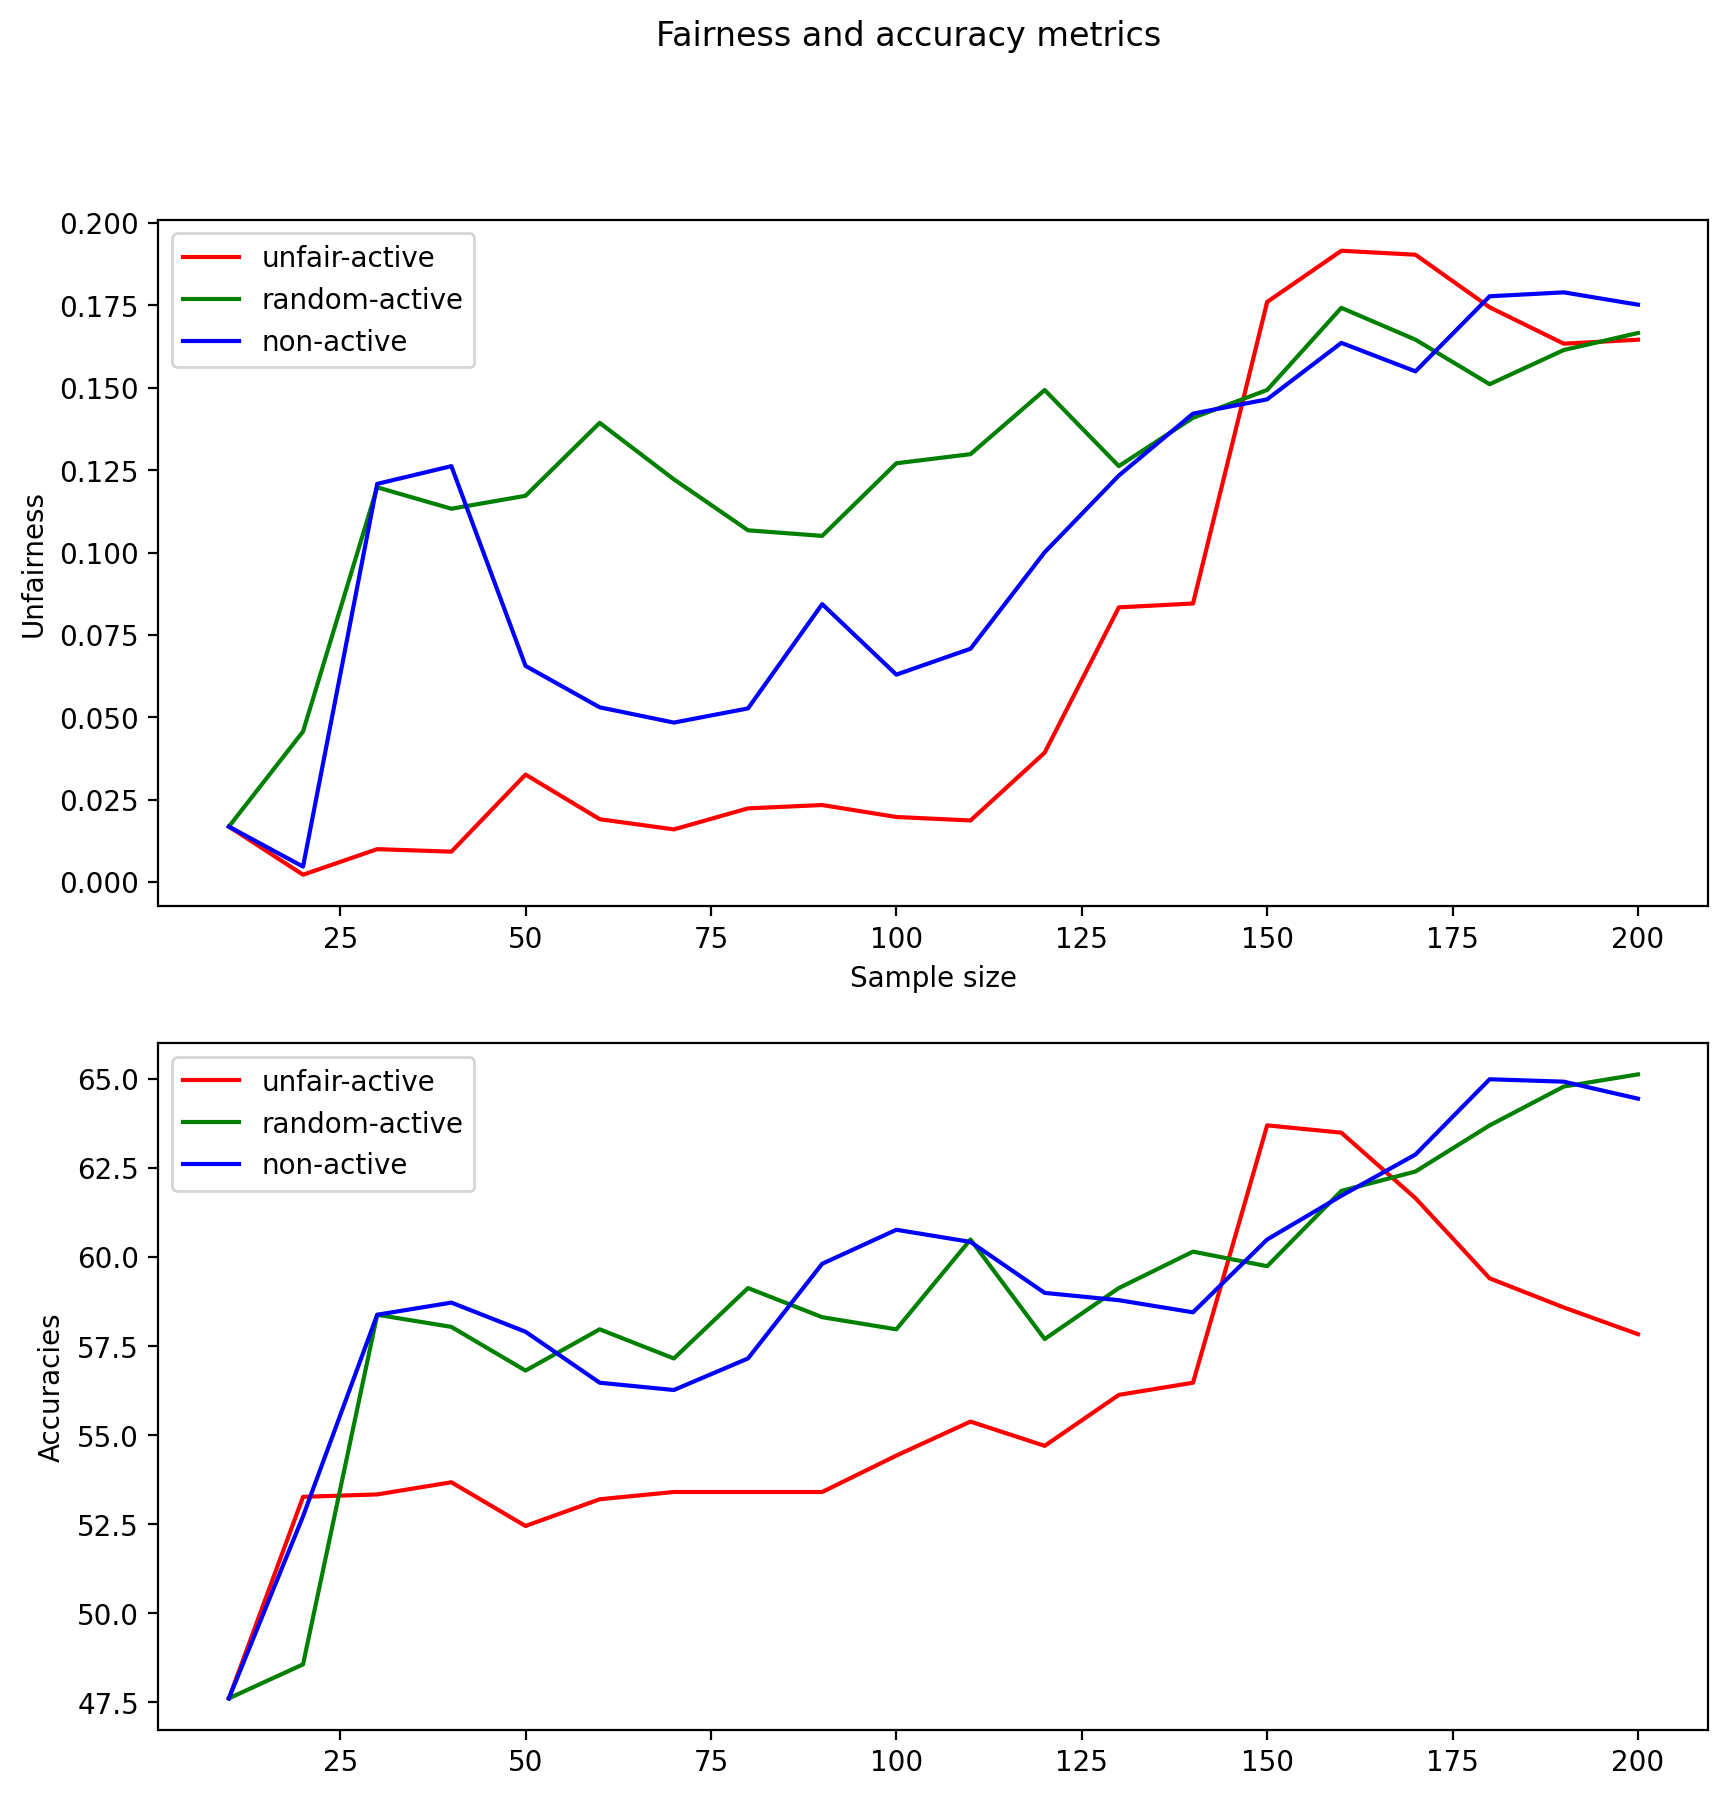 Fairness and accuracy metrics
0.200
0.175
0.150
0.125
0.100
0.075
0.050
0.025
0.000
Unfairness
unfair-active
random-active
non-active
25 50 75 100 125 150 175 200
Sample size
65.0
62.5
60.0
57.5
55.0
52.5
50.0
47.5
Accuracies
unfair-active
random-active
non-active
25 50 75 100 125 150 175 200